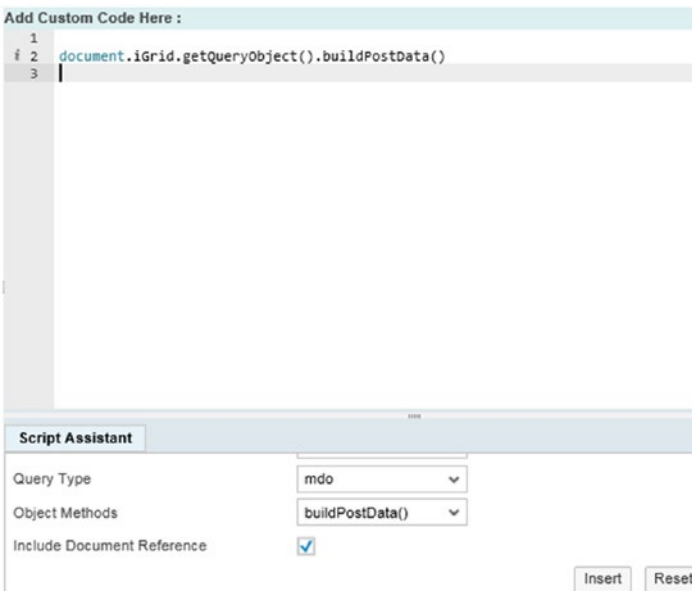 Add Custom Code Here :
1
i 2 document.iGrid.getQueryObject().buildPostData()
3
Script Assistant
Query Type mdo
Object Methods buildPostData()
Include Document Reference
Insert Reset